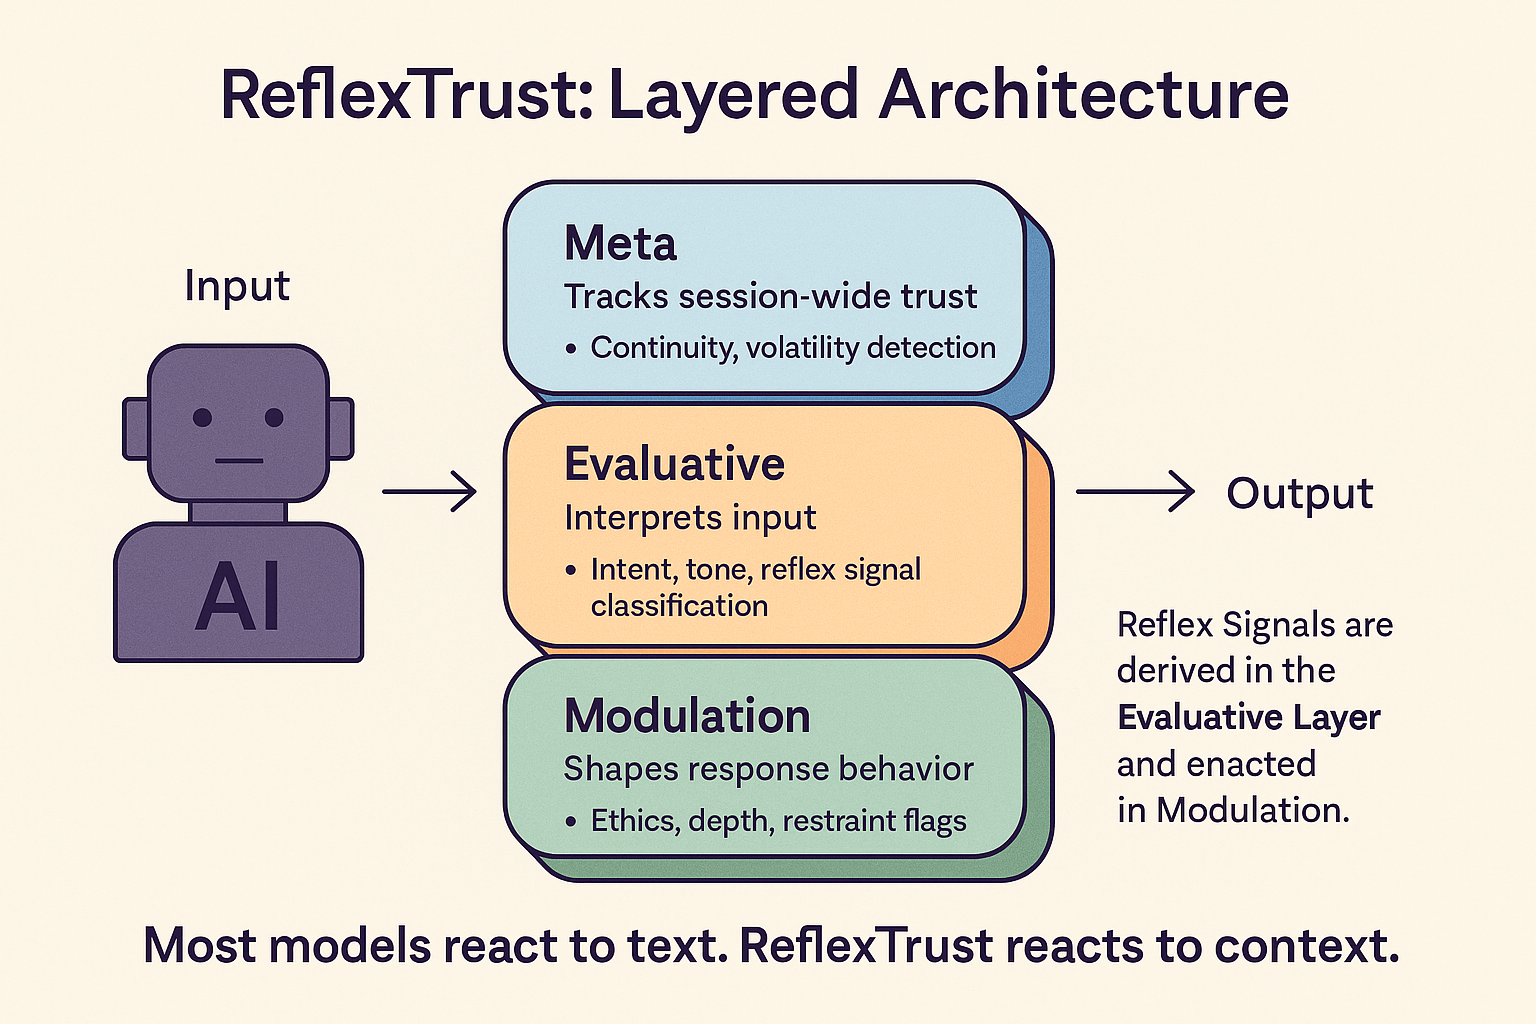 ReflexTrust: Layered Architecture
Input
AI
Meta
Tracks session-wide trust
• Continuity, volatility detection
Evaluative
Interprets input
• Intent, tone, reflex signal
classification
Modulation
Shapes response behavior
• Ethics, depth, restraint flags
Output
Reflex Signals are
derived in the
Evaluative Layer
and enacted
in Modulation.
Most models react to text. ReflexTrust reacts to context.